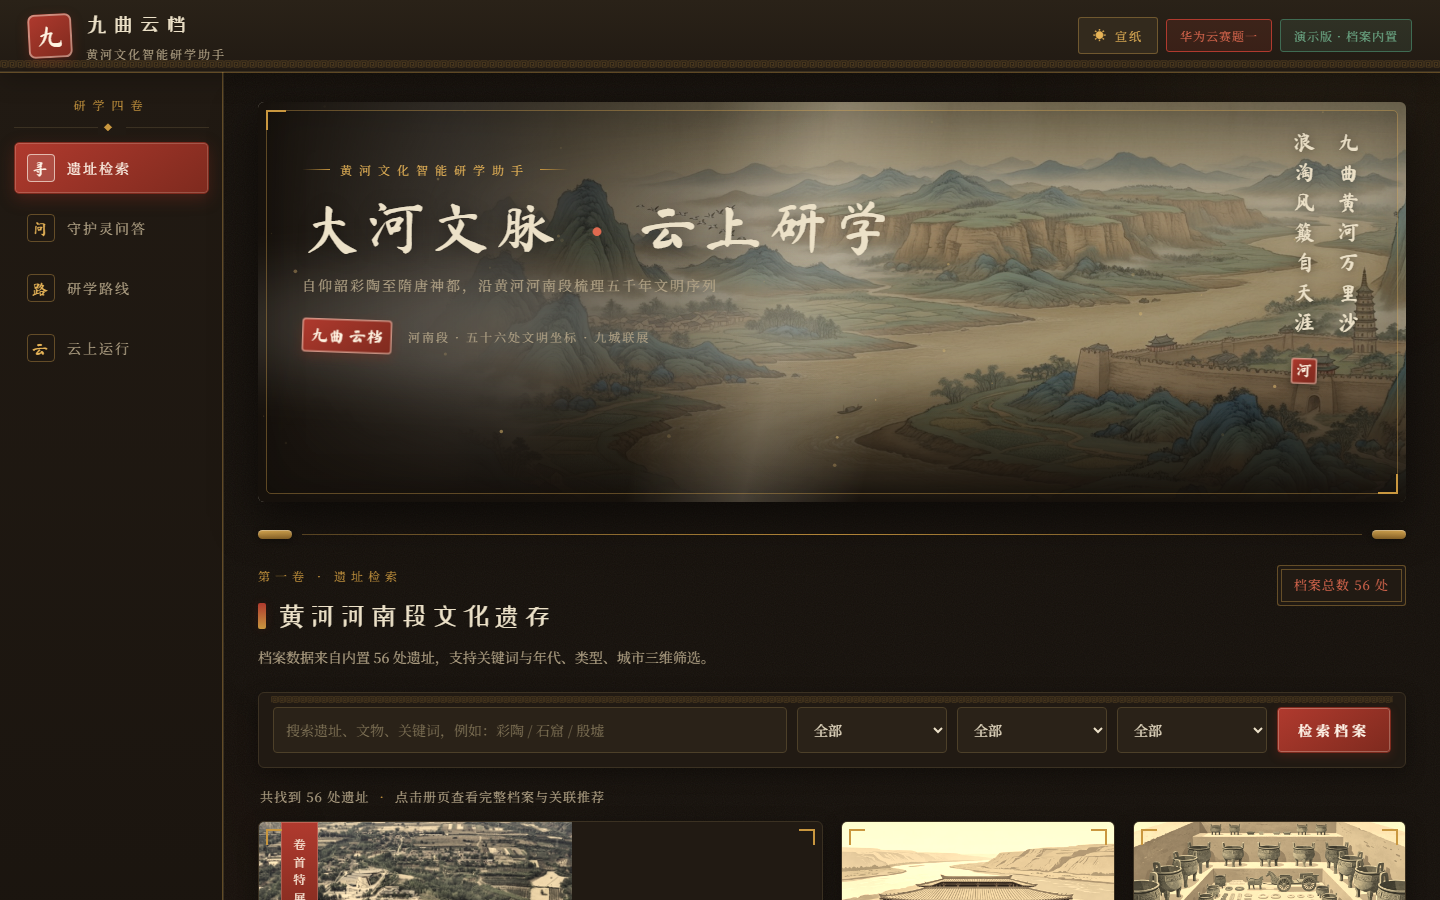 九
九曲云档
黄河文化智能研学助手
宣纸
华为云赛题一
演示版 · 档案内置
研学四卷
寻 遗址检索
问 守护灵问答
路 研学路线
云 云上运行
黄河文化智能研学助手
大河文脉 · 云上研学
自仰韶彩陶至隋唐神都，沿黄河河南段梳理五千年文明序列
九曲云档
河南段 · 五十六处文明坐标 · 九城联展
九曲黄河万里沙
浪淘风簸自天涯
河
第一卷 · 遗址检索
黄河河南段文化遗存
档案总数 56 处
档案数据来自内置 56 处遗址，支持关键词与年代、类型、城市三维筛选。
搜索遗址、文物、关键词，例如：彩陶 / 石窟 / 殷墟
全部
全部
全部
检索档案
共找到 56 处遗址 · 点击册页查看完整档案与关联推荐
卷首特展